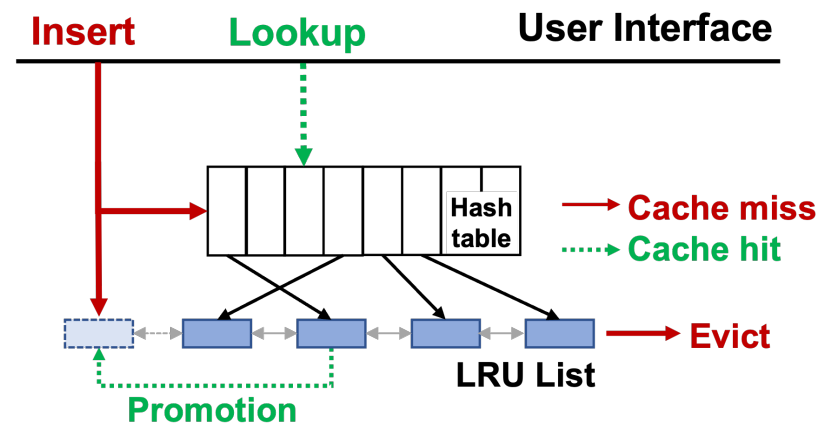 Insert
Lookup
User Interface
Hash
table
Cache miss
Cache hit
Evict
LRU List
Promotion